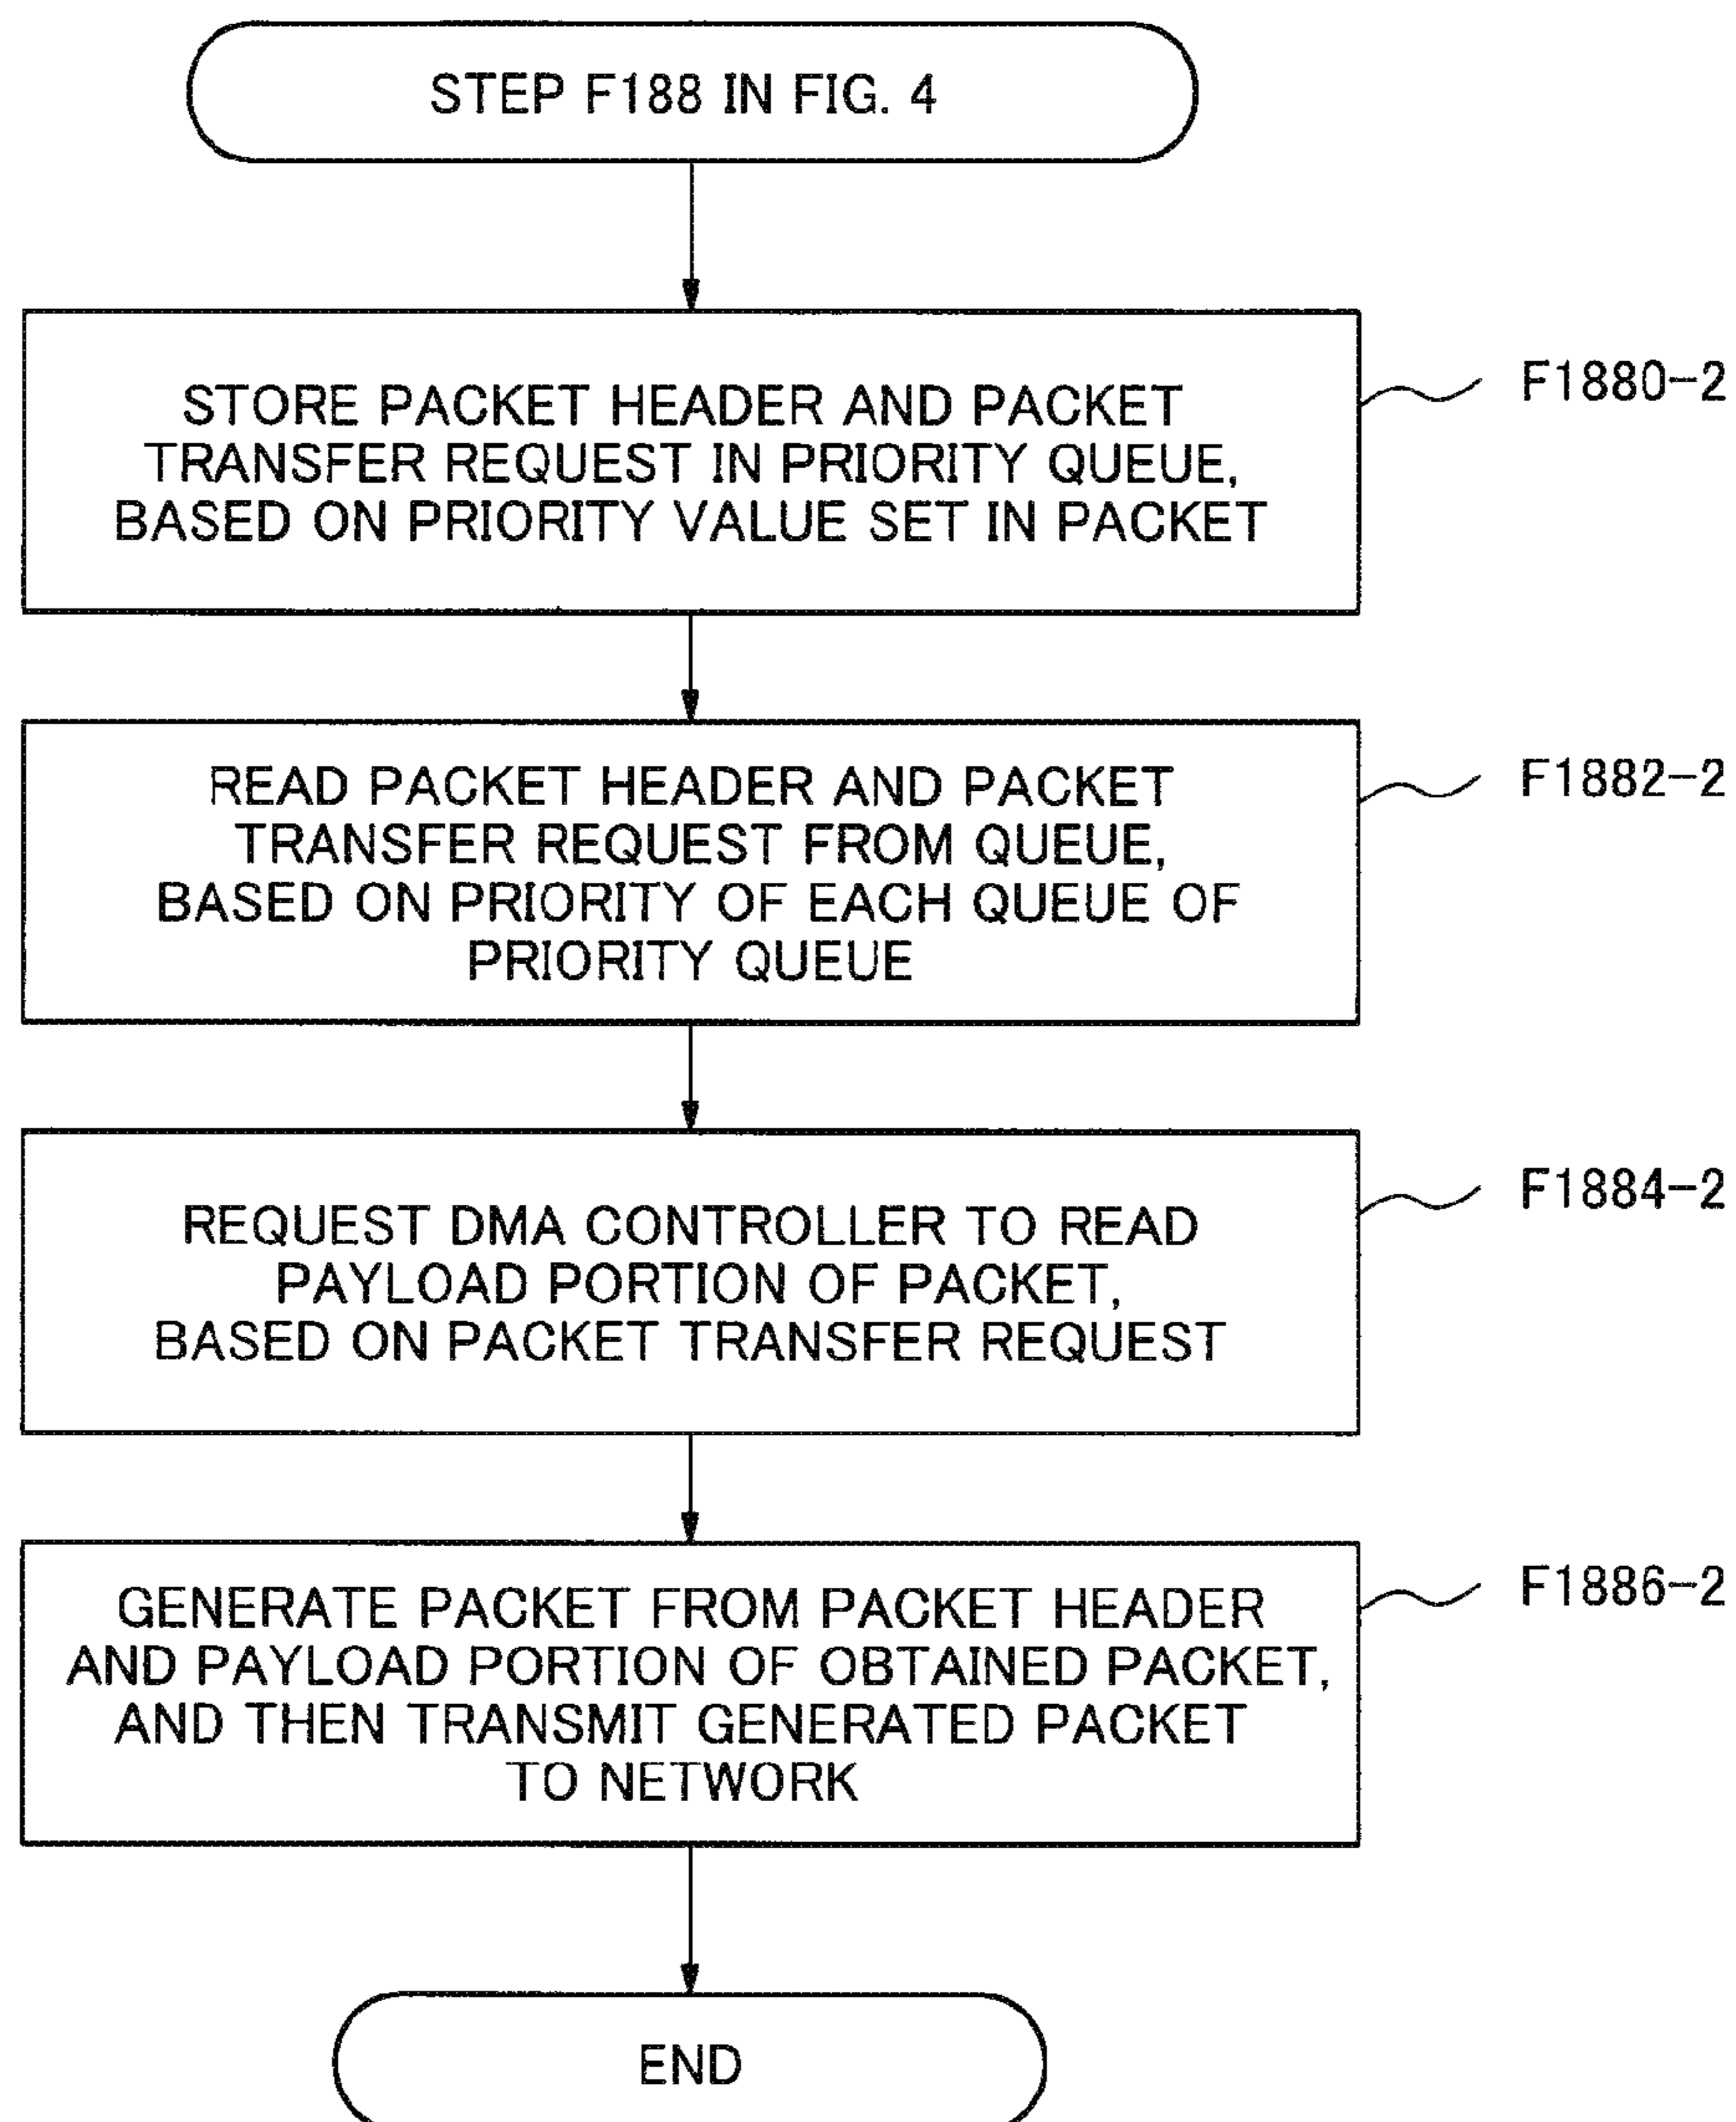 STEP F188 IN FIG. 4
STORE PACKET HEADER AND PACKET
TRANSFER REQUEST IN PRIORITY QUEUE,
BASED ON PRIORITY VALUE SET IN PACKET
F1880-2
READ PACKET HEADER AND PACKET
TRANSFER REQUEST FROM QUEUE,
BASED ON PRIORITY OF EACH QUEUE OF
PRIORITY QUEUE
F1882-2
REQUEST DMA CONTROLLER TO READ
PAYLOAD PORTION OF PACKET,
BASED ON PACKET TRANSFER REQUEST
F1884-2
GENERATE PACKET FROM PACKET HEADER
AND PAYLOAD PORTION OF OBTAINED PACKET,
AND THEN TRANSMIT GENERATED PACKET
TO NETWORK
F1886-2
END